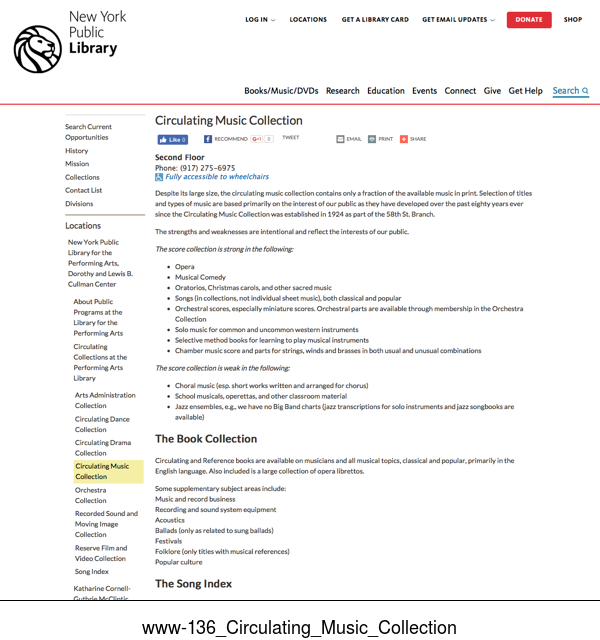 New York
Public
Library
LOG IN
LOCATIONS
GET A LIBRARY CARD
GET EMAIL UPDATES
DONATE
SHOP
Books/Music/DVDs Research Education Events Connect Give Get Help Search
Search Current
Opportunities
History
Mission
Collections
Contact List
Divisions
Locations
New York Public
Library for the
Performing Arts,
Dorothy and Lewis B.
Cullman Center
About Public
Programs at the
Library for the
Performing Arts
Circulating
Collections at the
Performing Arts
Library
Arts Administration
Collection
Circulating Dance
Collection
Circulating Drama
Collection
Circulating Music
Collection
Orchestra
Collection
Recorded Sound and
Moving Image
Collection
Reserve Film and
Video Collection
Song Index
Katharine Cornell-
Guthrie McClintic
Circulating Music Collection
Like 0
RECOMMEND
G+1 0
TWEET
EMAIL
PRINT
SHARE
Second Floor
Phone: (917) 275-6975
Fully accessible to wheelchairs
Despite its large size, the circulating music collection contains only a fraction of the available music in print. Selection of titles
and types of music are based primarily on the interest of our public as they have developed over the past eighty years ever
since the Circulating Music Collection was established in 1924 as part of the 58th St. Branch.
The strengths and weaknesses are intentional and reflect the interests of our public.
The score collection is strong in the following:
• Opera
• Musical Comedy
• Oratorios, Christmas carols, and other sacred music
• Songs (in collections, not individual sheet music), both classical and popular
• Orchestral scores, especially miniature scores. Orchestral parts are available through membership in the Orchestra
Collection
• Solo music for common and uncommon western instruments
• Selective method books for learning to play musical instruments
• Chamber music score and parts for strings, winds and brasses in both usual and unusual combinations
The score collection is weak in the following:
• Choral music (esp. short works written and arranged for chorus)
• School musicals, operettas, and other classroom material
• Jazz ensembles, e.g., we have no Big Band charts (jazz transcriptions for solo instruments and jazz songbooks are
available)
The Book Collection
Circulating and Reference books are available on musicians and all musical topics, classical and popular, primarily in the
English language. Also included is a large collection of opera librettos.
Some supplementary subject areas include:
Music and record business
Recording and sound system equipment
Acoustics
Ballads (only as related to sung ballads)
Festivals
Folklore (only titles with musical references)
Popular culture
The Song Index
www-136_Circulating_Music_Collection